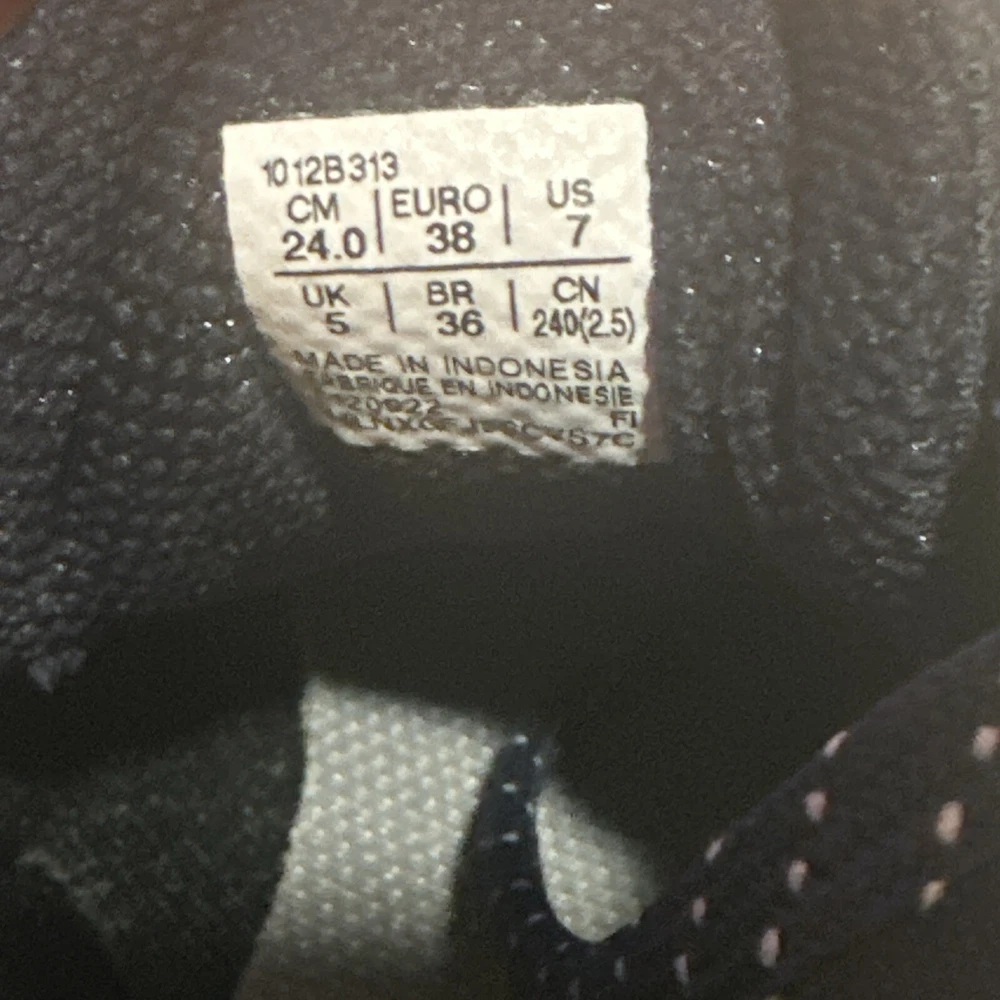 1012B313
CM | EURO | US
24.0 | 38 | 7
UK | BR | CN
5 | 36 | 240(2.5)
MADE IN INDONESIA
FABRIQUE EN INDONESIE
FI